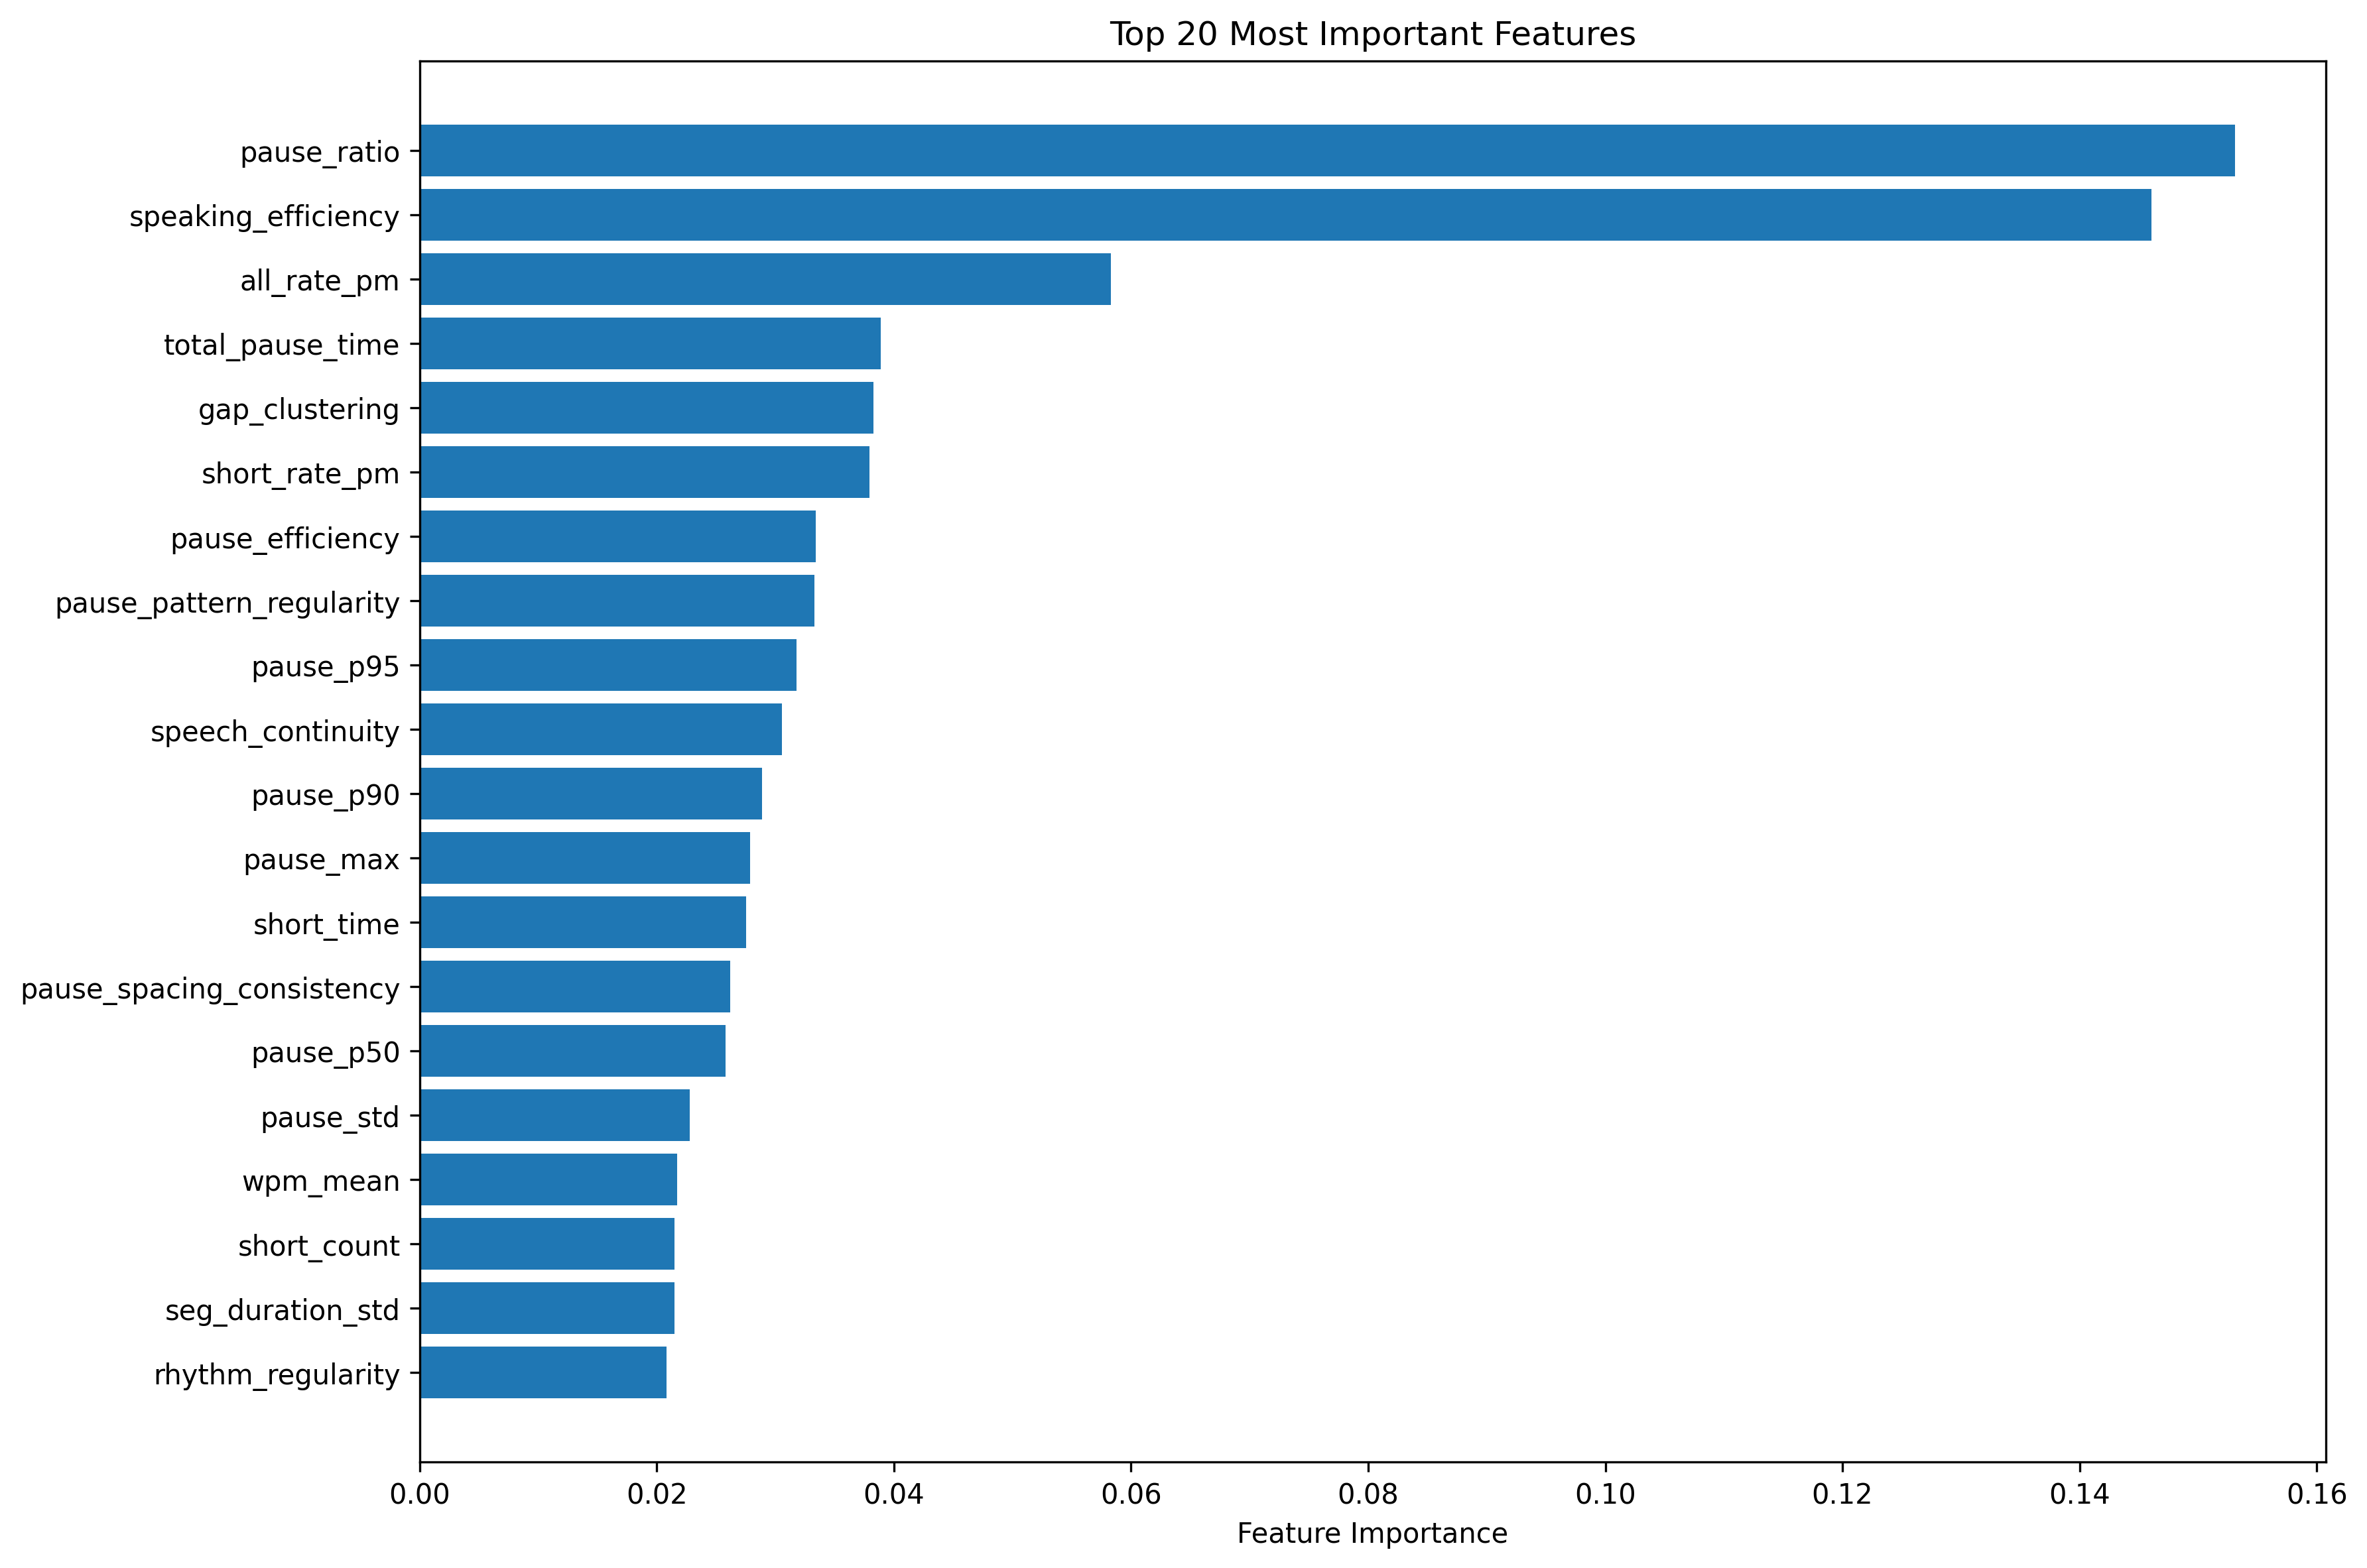 Top 20 Most Important Features
pause_ratio
speaking_efficiency
all_rate_pm
total_pause_time
gap_clustering
short_rate_pm
pause_efficiency
pause_pattern_regularity
pause_p95
speech_continuity
pause_p90
pause_max
short_time
pause_spacing_consistency
pause_p50
pause_std
wpm_mean
short_count
seg_duration_std
rhythm_regularity
0.00 0.02 0.04 0.06 0.08 0.10 0.12 0.14 0.16
Feature Importance